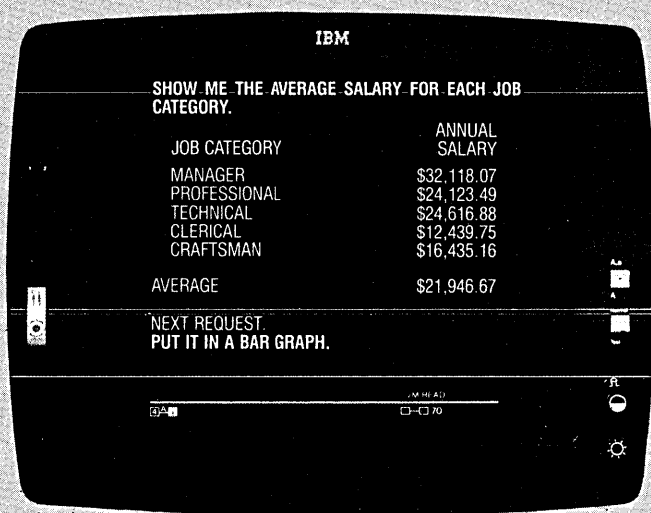 IBM
SHOW ME THE AVERAGE SALARY FOR EACH JOB
CATEGORY.
ANNUAL
JOB CATEGORY SALARY
MANAGER $32,118.07
PROFESSIONAL $24,123.49
TECHNICAL $24,616.88
CLERICAL $12,439.75
CRAFTSMAN $16,435.16
AVERAGE $21,946.67
NEXT REQUEST.
PUT IT IN A BAR GRAPH.
4 A
70